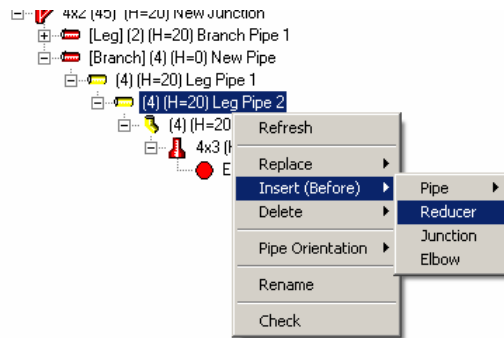 4x2 (45) (H=20) New Junction
[Leg] (2) (H=20) Branch Pipe 1
[Branch] (4) (H=0) New Pipe
(4) (H=20) Leg Pipe 1
(4) (H=20) Leg Pipe 2
(4) (H=20
4x3 (H
E
Refresh
Replace
Insert (Before)
Delete
Pipe Orientation
Rename
Check
Pipe
Reducer
Junction
Elbow